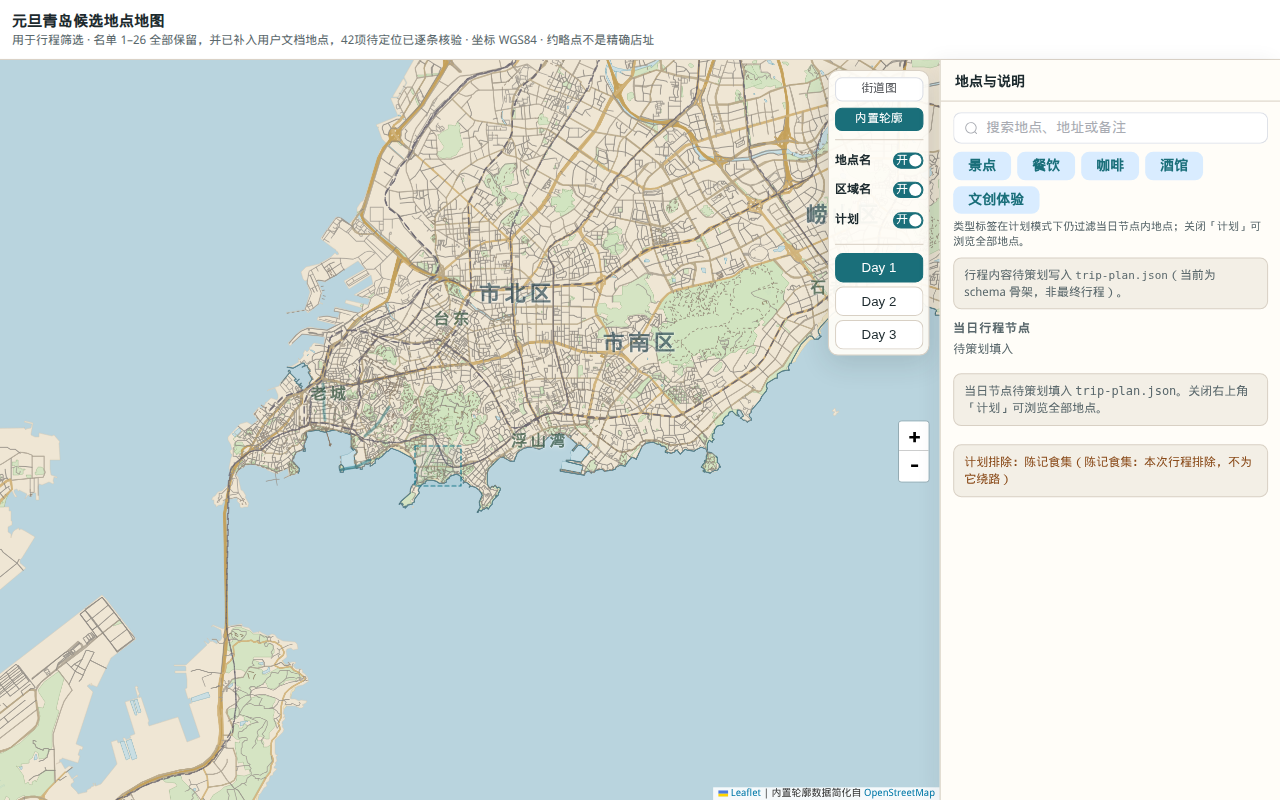 元旦青岛候选地点地图
用于行程筛选 · 名单 1–26 全部保留，并已补入用户文档地点，42项待定位已逐条核验 · 坐标 WGS84 · 约略点不是精确店址
街道图
内置轮廓
地点名 开
区域名 开
计划 开
Day 1
Day 2
Day 3
崂山区
石
市北区
台东
市南区
老城
浮山湾
+
-
Leaflet | 内置轮廓数据简化自 OpenStreetMap
地点与说明
搜索地点、地址或备注
景点 餐饮 咖啡 酒馆
文创体验
类型标签在计划模式下仍过滤当日节点内地点；关闭「计划」可
浏览全部地点。
行程内容待策划写入 trip-plan.json（当前为
schema 骨架，非最终行程）。
当日行程节点
待策划填入
当日节点待策划填入 trip-plan.json。关闭右上角
「计划」可浏览全部地点。
计划排除：陈记食集（陈记食集：本次行程排除，不为
它绕路）